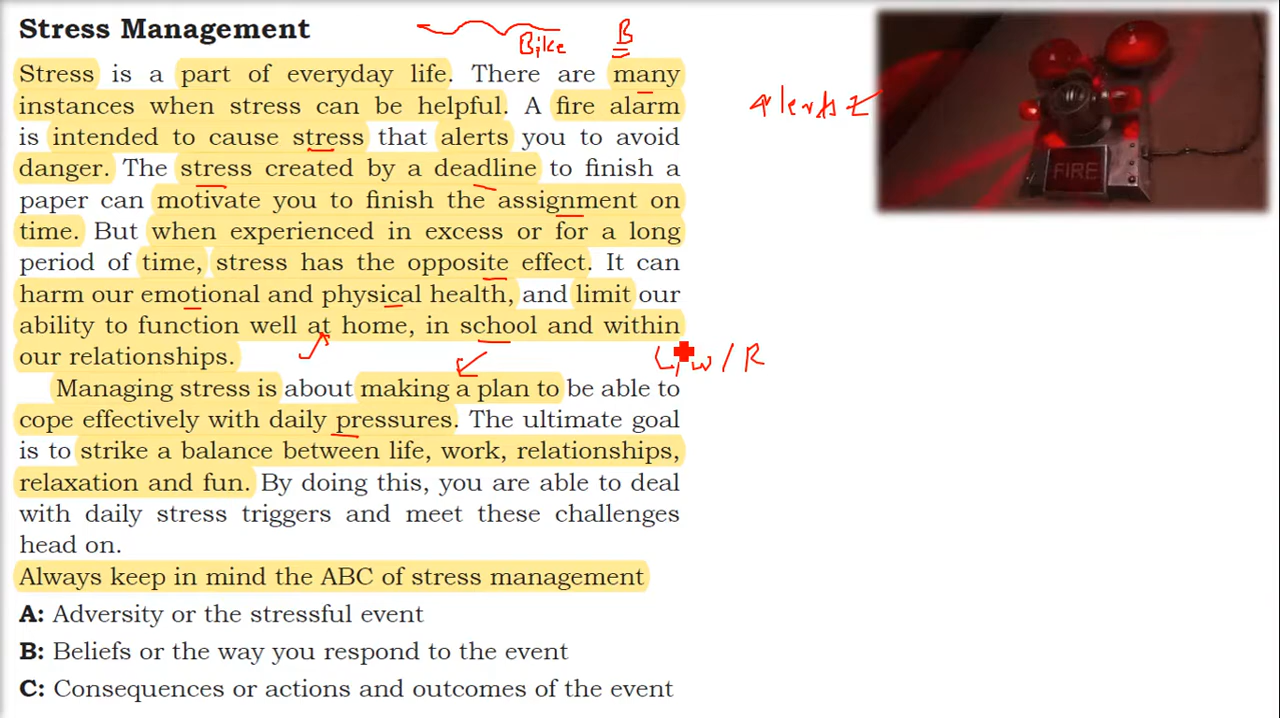 Stress Management
Bike B
Stress is a part of everyday life. There are many
instances when stress can be helpful. A fire alarm
is intended to cause stress that alerts you to avoid
danger. The stress created by a deadline to finish a
paper can motivate you to finish the assignment on
time. But when experienced in excess or for a long
period of time, stress has the opposite effect. It can
harm our emotional and physical health, and limit our
ability to function well at home, in school and within
our relationships.
Managing stress is about making a plan to be able to
cope effectively with daily pressures. The ultimate goal
is to strike a balance between life, work, relationships,
relaxation and fun. By doing this, you are able to deal
with daily stress triggers and meet these challenges
head on.
Always keep in mind the ABC of stress management
A: Adversity or the stressful event
B: Beliefs or the way you respond to the event
C: Consequences or actions and outcomes of the event
FIRE